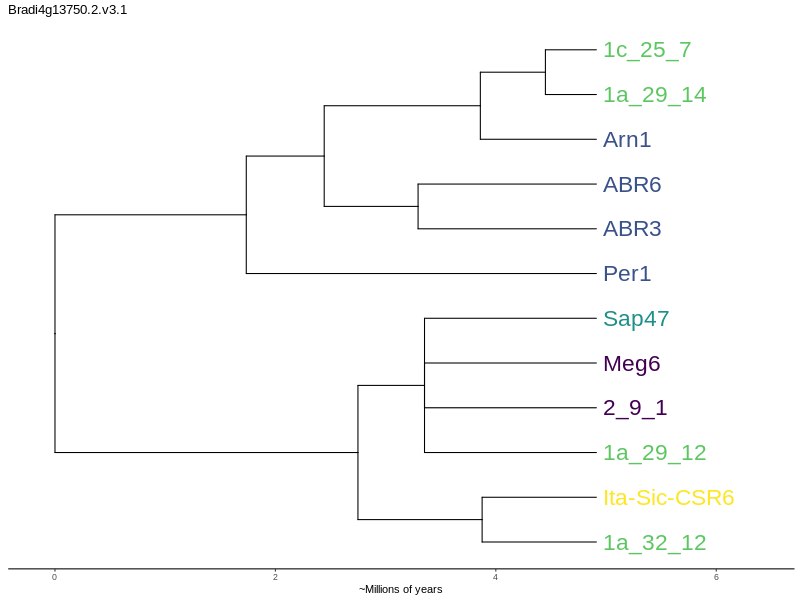 Bradi4g13750.2.v3.1
1c_25_7
1a_29_14
Arn1
ABR6
ABR3
Per1
Sap47
Meg6
2_9_1
1a_29_12
Ita-Sic-CSR6
1a_32_12
0 2 4 6
~Millions of years